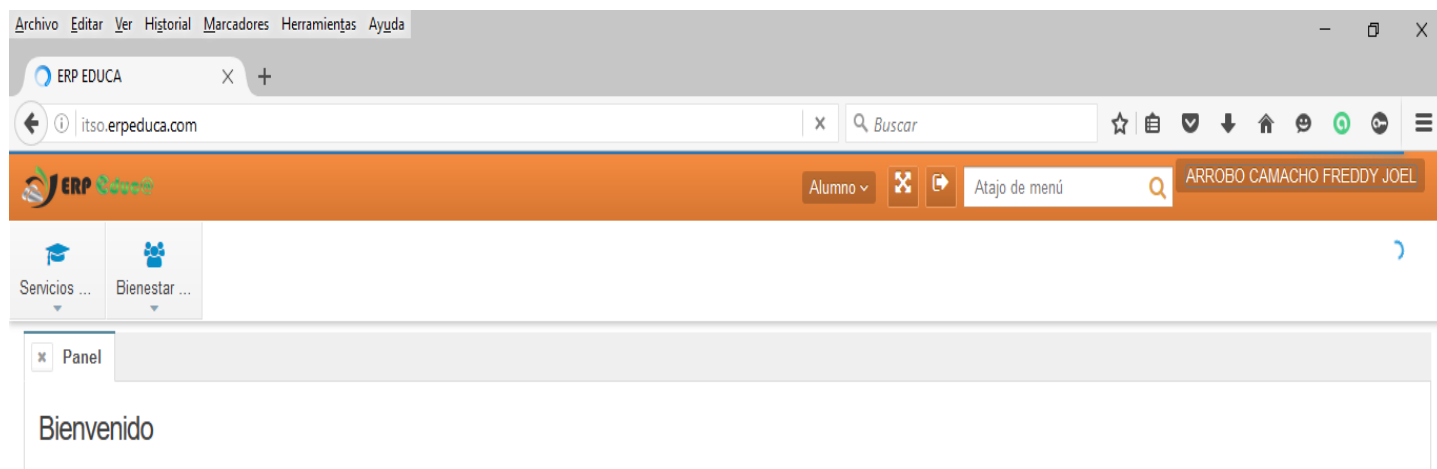 Archivo Editar Ver Historial Marcadores Herramientas Ayuda
ERP EDUCA
itso.erpeduca.com
Buscar
ERP Educ@
Alumno
Atajo de menú
ARROBO CAMACHO FREDDY JOEL
Servicios ...
Bienestar ...
Panel
Bienvenido